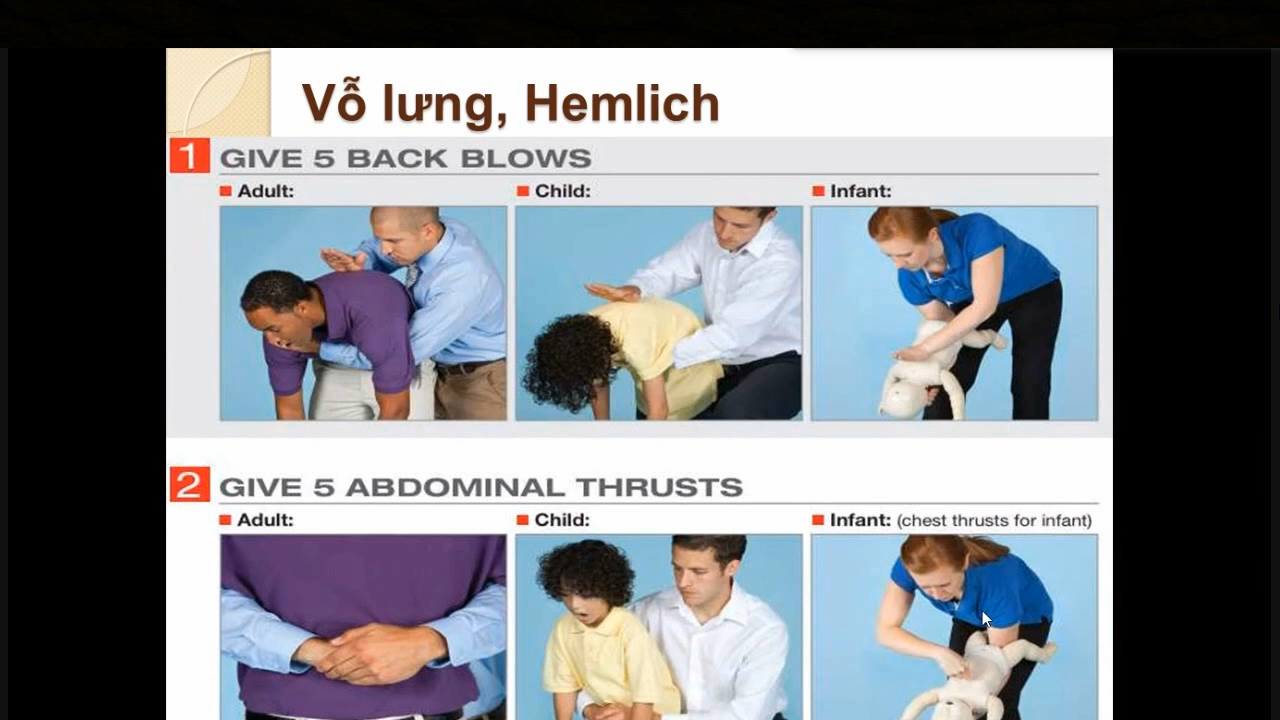 Vỗ lưng, Hemlich
1 GIVE 5 BACK BLOWS
Adult:
Child:
Infant:
2 GIVE 5 ABDOMINAL THRUSTS
Adult:
Child:
Infant: (chest thrusts for infant)